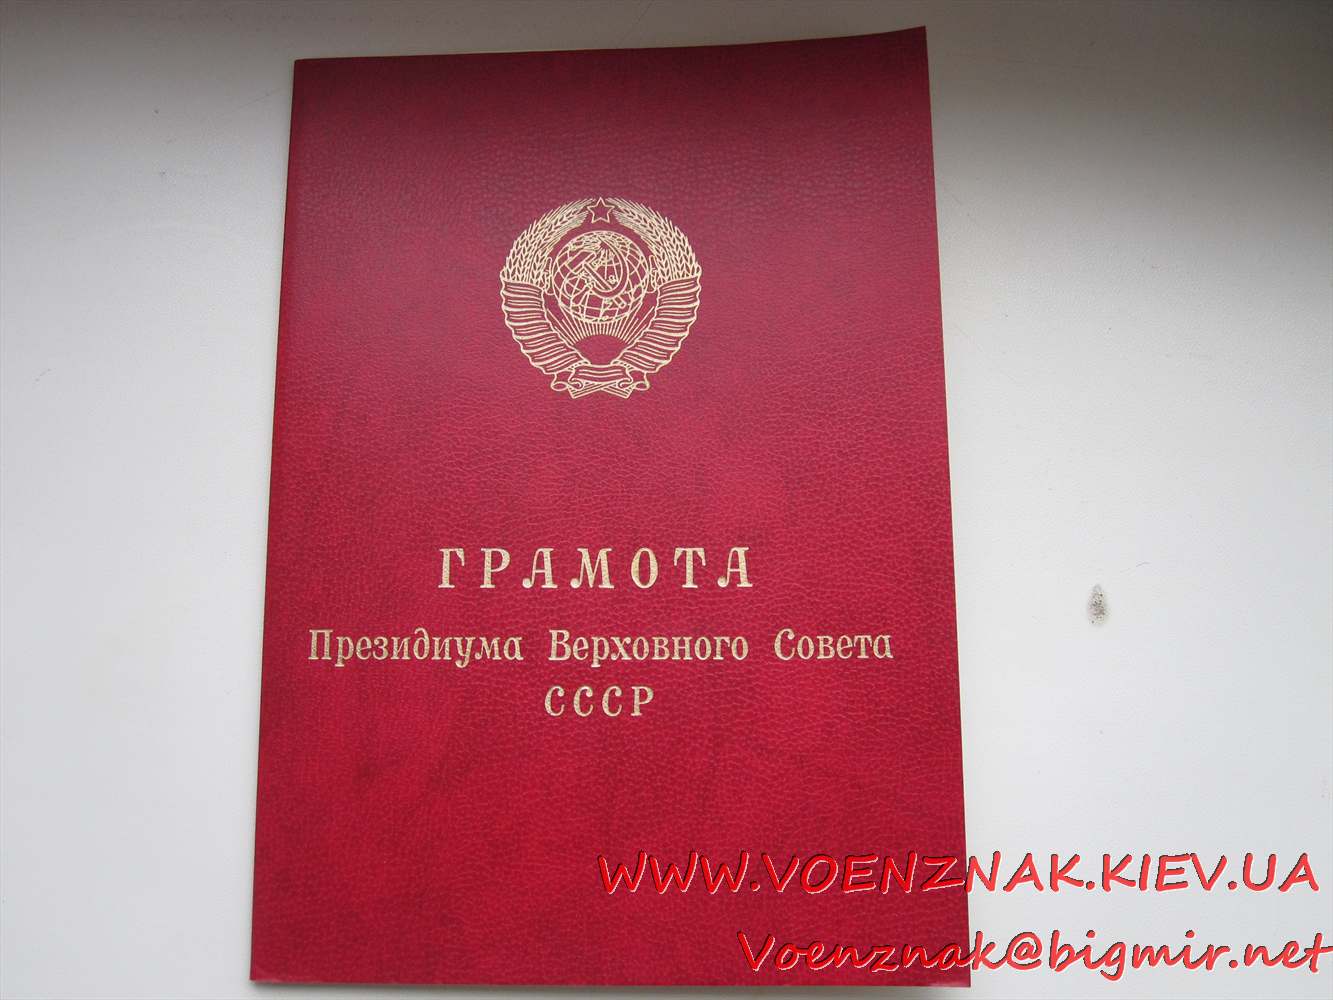 ГРАМОТА
Президиума Верховного Совета
СССР
WWW.VOENZNAK.KIEV.UA
Voenznak@bigmir.net